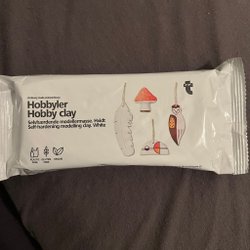 Hobbyler
Hobby clay
Selvhærdende modellermasse. Hvidt
Self-hardening modelling clay. White